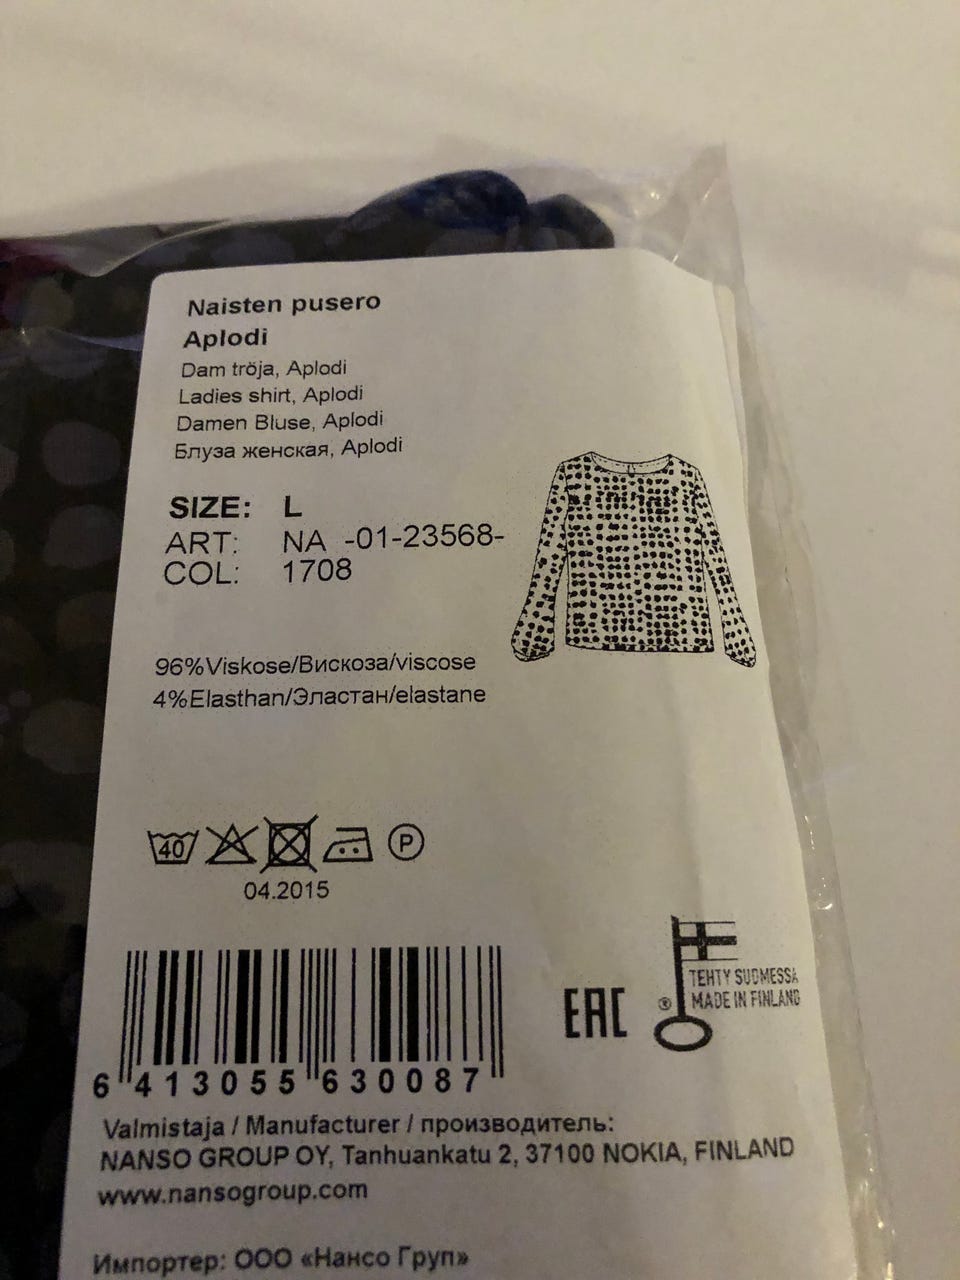 Naisten pusero
Aplodi
Dam tröja, Aplodi
Ladies shirt, Aplodi
Damen Bluse, Aplodi
Блуза женская, Aplodi
SIZE: L
ART: NA -01-23568-
COL: 1708
96%Viskose/Вискоза/viscose
4%Elasthan/Эластан/elastane
40 P
04.2015
TEHTY SUOMESSA
MADE IN FINLAND
®
EAC
6 413055 630087
Valmistaja / Manufacturer / производитель:
NANSO GROUP OY, Tanhuankatu 2, 37100 NOKIA, FINLAND
www.nansogroup.com
Импортер: ООО «Нансо Груп»